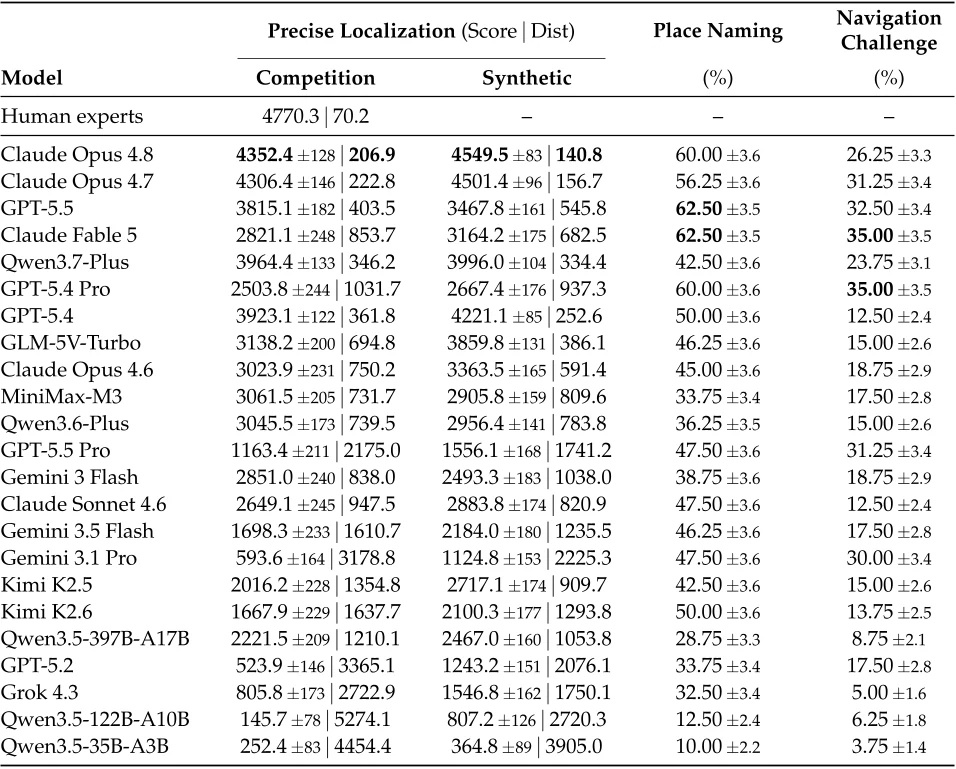 Precise Localization (Score | Dist) Place Naming Navigation Challenge
Model Competition Synthetic (%) (%)
Human experts 4770.3 | 70.2 – – –
Claude Opus 4.8 4352.4 ±128 | 206.9 4549.5 ±83 | 140.8 60.00 ±3.6 26.25 ±3.3
Claude Opus 4.7 4306.4 ±146 | 222.8 4501.4 ±96 | 156.7 56.25 ±3.6 31.25 ±3.4
GPT-5.5 3815.1 ±182 | 403.5 3467.8 ±161 | 545.8 62.50 ±3.5 32.50 ±3.4
Claude Fable 5 2821.1 ±248 | 853.7 3164.2 ±175 | 682.5 62.50 ±3.5 35.00 ±3.5
Qwen3.7-Plus 3964.4 ±133 | 346.2 3996.0 ±104 | 334.4 42.50 ±3.6 23.75 ±3.1
GPT-5.4 Pro 2503.8 ±244 | 1031.7 2667.4 ±176 | 937.3 60.00 ±3.6 35.00 ±3.5
GPT-5.4 3923.1 ±122 | 361.8 4221.1 ±85 | 252.6 50.00 ±3.6 12.50 ±2.4
GLM-5V-Turbo 3138.2 ±200 | 694.8 3859.8 ±131 | 386.1 46.25 ±3.6 15.00 ±2.6
Claude Opus 4.6 3023.9 ±231 | 750.2 3363.5 ±165 | 591.4 45.00 ±3.6 18.75 ±2.9
MiniMax-M3 3061.5 ±205 | 731.7 2905.8 ±159 | 809.6 33.75 ±3.4 17.50 ±2.8
Qwen3.6-Plus 3045.5 ±173 | 739.5 2956.4 ±141 | 783.8 36.25 ±3.5 15.00 ±2.6
GPT-5.5 Pro 1163.4 ±211 | 2175.0 1556.1 ±168 | 1741.2 47.50 ±3.6 31.25 ±3.4
Gemini 3 Flash 2851.0 ±240 | 838.0 2493.3 ±183 | 1038.0 38.75 ±3.6 18.75 ±2.9
Claude Sonnet 4.6 2649.1 ±245 | 947.5 2883.8 ±174 | 820.9 47.50 ±3.6 12.50 ±2.4
Gemini 3.5 Flash 1698.3 ±233 | 1610.7 2184.0 ±180 | 1235.5 46.25 ±3.6 17.50 ±2.8
Gemini 3.1 Pro 593.6 ±164 | 3178.8 1124.8 ±153 | 2225.3 47.50 ±3.6 30.00 ±3.4
Kimi K2.5 2016.2 ±228 | 1354.8 2717.1 ±174 | 909.7 42.50 ±3.6 15.00 ±2.6
Kimi K2.6 1667.9 ±229 | 1637.7 2100.3 ±177 | 1293.8 50.00 ±3.6 13.75 ±2.5
Qwen3.5-397B-A17B 2221.5 ±209 | 1210.1 2467.0 ±160 | 1053.8 28.75 ±3.3 8.75 ±2.1
GPT-5.2 523.9 ±146 | 3365.1 1243.2 ±151 | 2076.1 33.75 ±3.4 17.50 ±2.8
Grok 4.3 805.8 ±173 | 2722.9 1546.8 ±162 | 1750.1 32.50 ±3.4 5.00 ±1.6
Qwen3.5-122B-A10B 145.7 ±78 | 5274.1 807.2 ±126 | 2720.3 12.50 ±2.4 6.25 ±1.8
Qwen3.5-35B-A3B 252.4 ±83 | 4454.4 364.8 ±89 | 3905.0 10.00 ±2.2 3.75 ±1.4